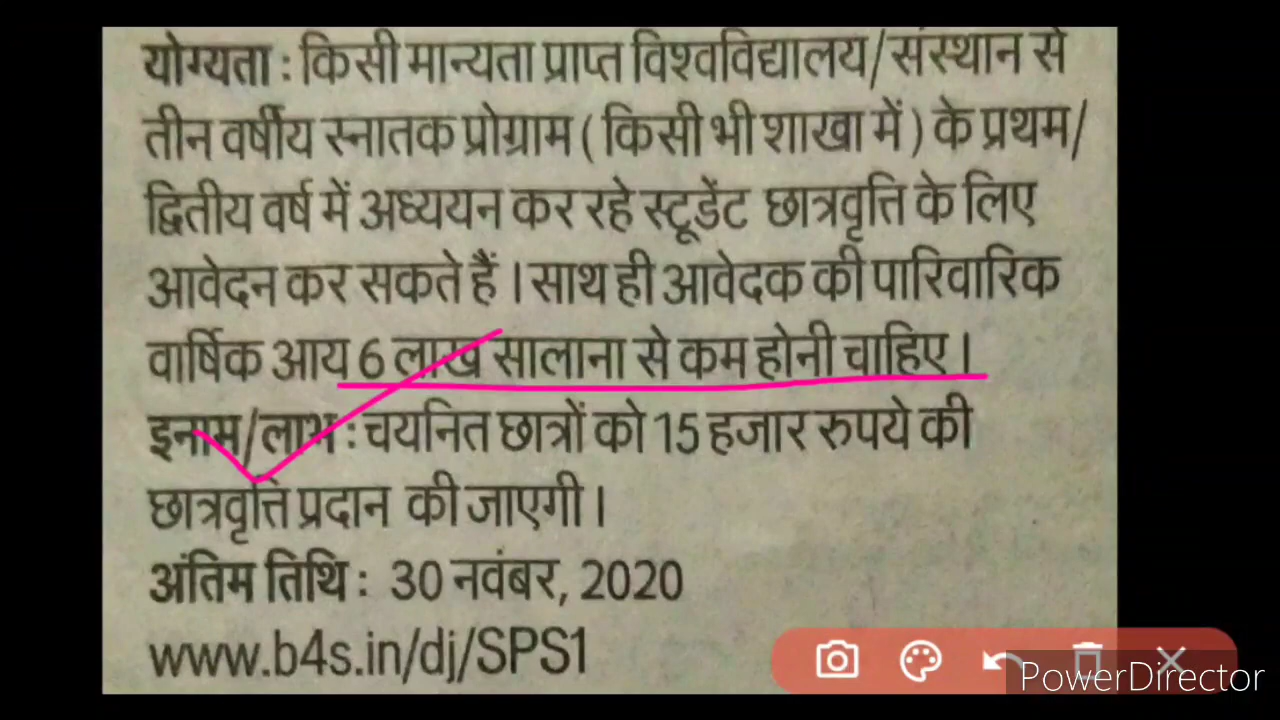 योग्यता : किसी मान्यता प्राप्त विश्वविद्यालय/संस्थान से
तीन वर्षीय स्नातक प्रोग्राम ( किसी भी शाखा में ) के प्रथम/
द्वितीय वर्ष में अध्ययन कर रहे स्टूडेंट छात्रवृत्ति के लिए
आवेदन कर सकते हैं । साथ ही आवेदक की पारिवारिक
वार्षिक आय 6 लाख सालाना से कम होनी चाहिए ।
इनाम/लाभ : चयनित छात्रों को 15 हजार रुपये की
छात्रवृत्ति प्रदान की जाएगी ।
अंतिम तिथि : 30 नवंबर, 2020
www.b4s.in/dj/SPS1
PowerDirector